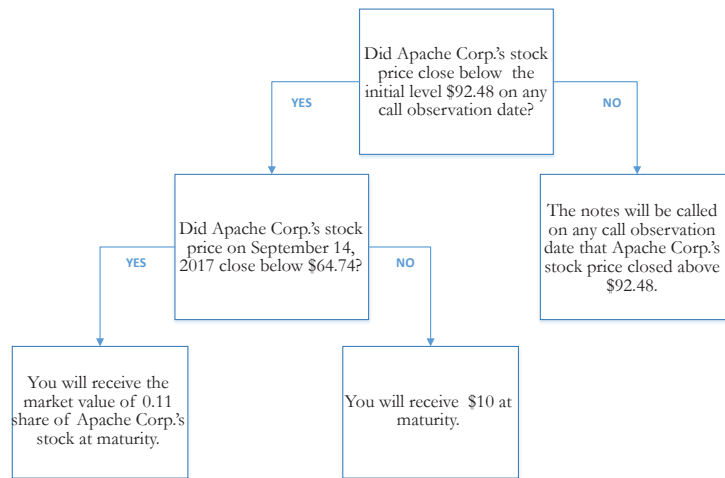 Did Apache Corp.'s stock
price close below the
initial level $92.48 on any
call observation date?
YES
NO
Did Apache Corp.'s stock
price on September 14,
2017 close below $64.74?
The notes will be called
on any call observation
date that Apache Corp.'s
stock price closed above
$92.48.
YES
NO
You will receive the
market value of 0.11
share of Apache Corp.'s
stock at maturity.
You will receive $10 at
maturity.